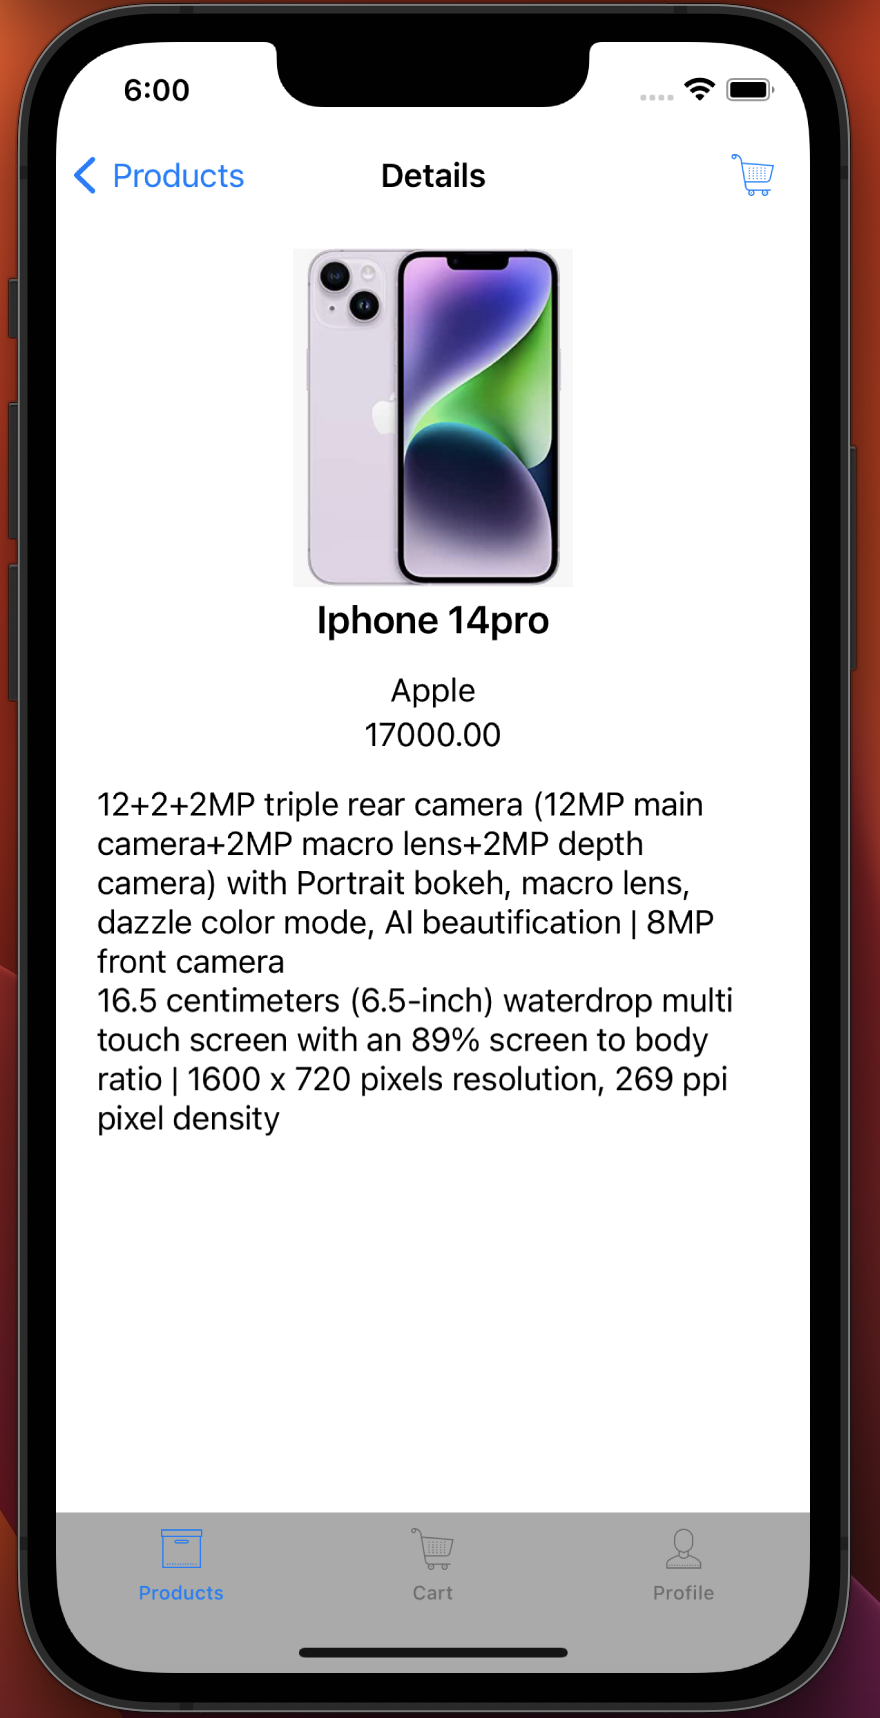 6:00
Products
Details
Iphone 14pro
Apple
17000.00
12+2+2MP triple rear camera (12MP main
camera+2MP macro lens+2MP depth
camera) with Portrait bokeh, macro lens,
dazzle color mode, AI beautification | 8MP
front camera
16.5 centimeters (6.5-inch) waterdrop multi
touch screen with an 89% screen to body
ratio | 1600 x 720 pixels resolution, 269 ppi
pixel density
Products
Cart
Profile